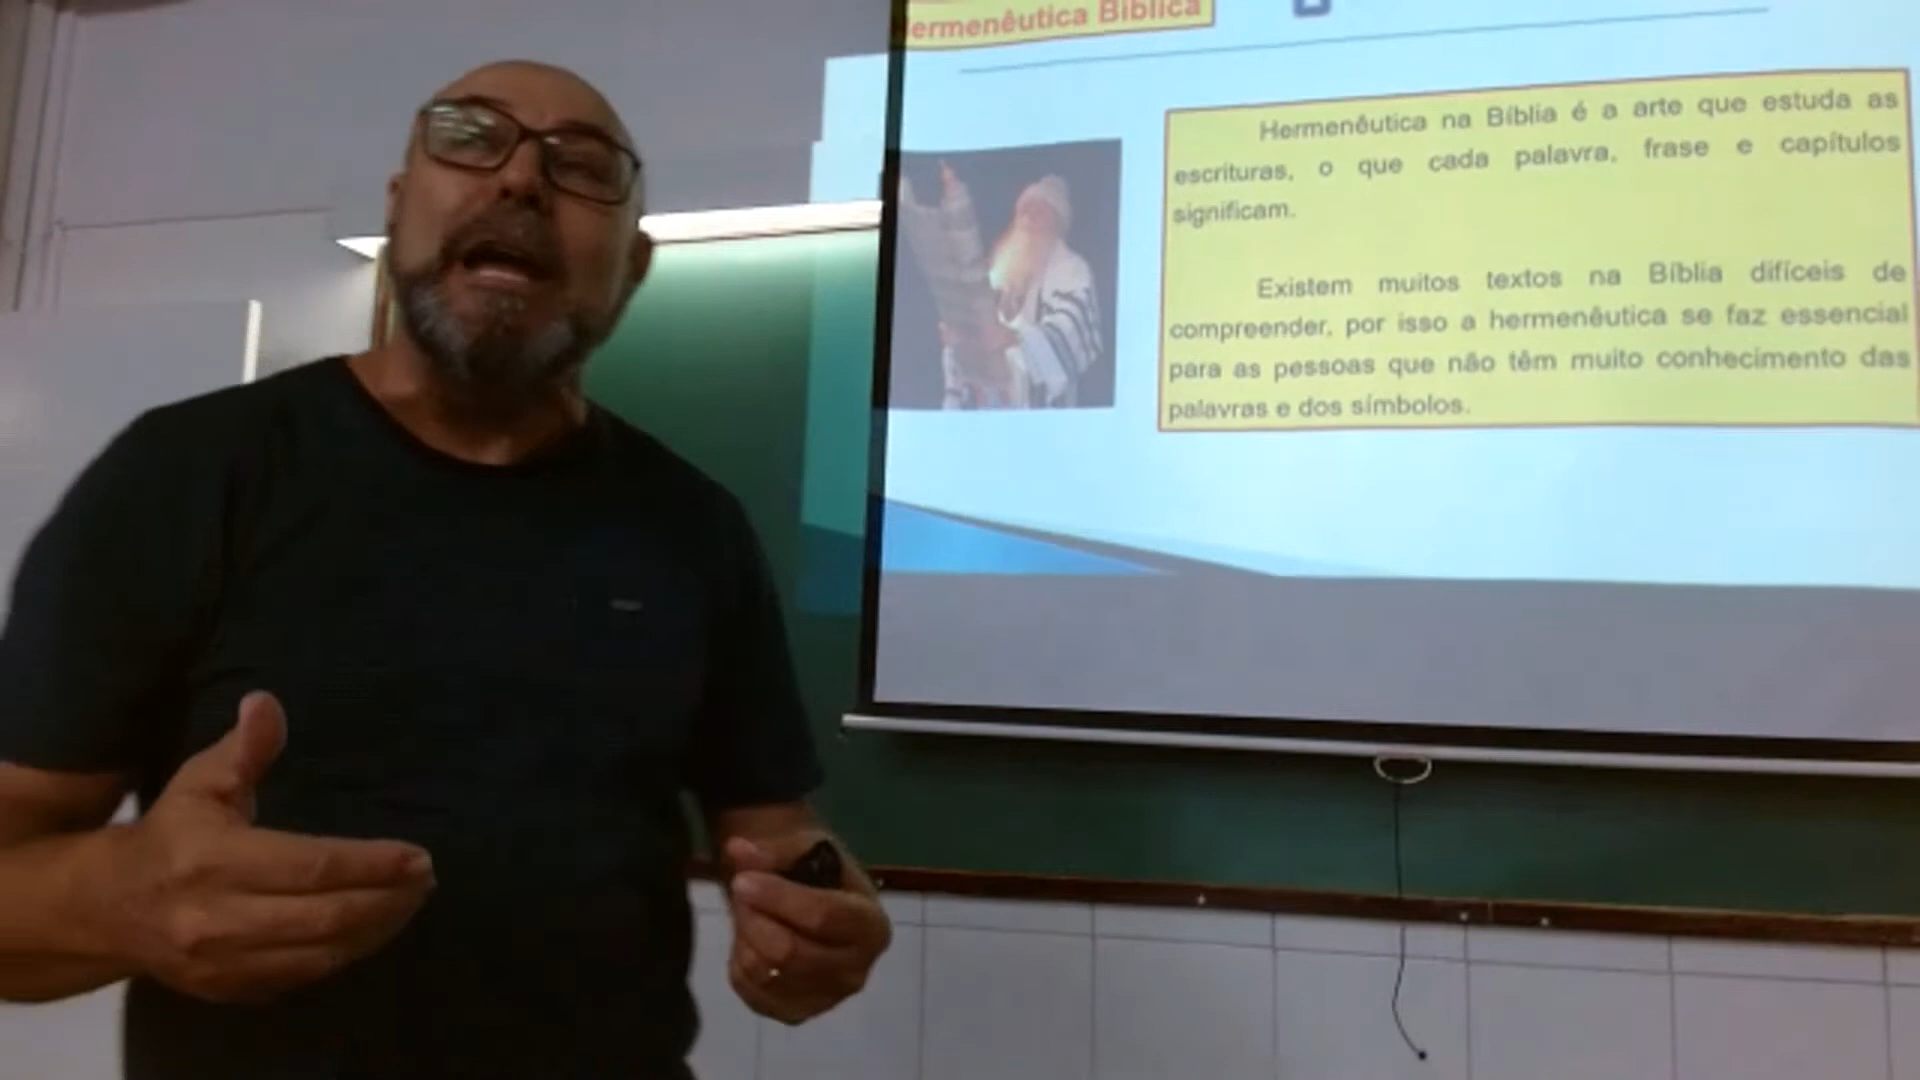 Hermenêutica Bíblica
Hermenêutica na Bíblia é a arte que estuda as
escrituras, o que cada palavra, frase e capítulos
significam.
Existem muitos textos na Bíblia difíceis de
compreender, por isso a hermenêutica se faz essencial
para as pessoas que não têm muito conhecimento das
palavras e dos símbolos.